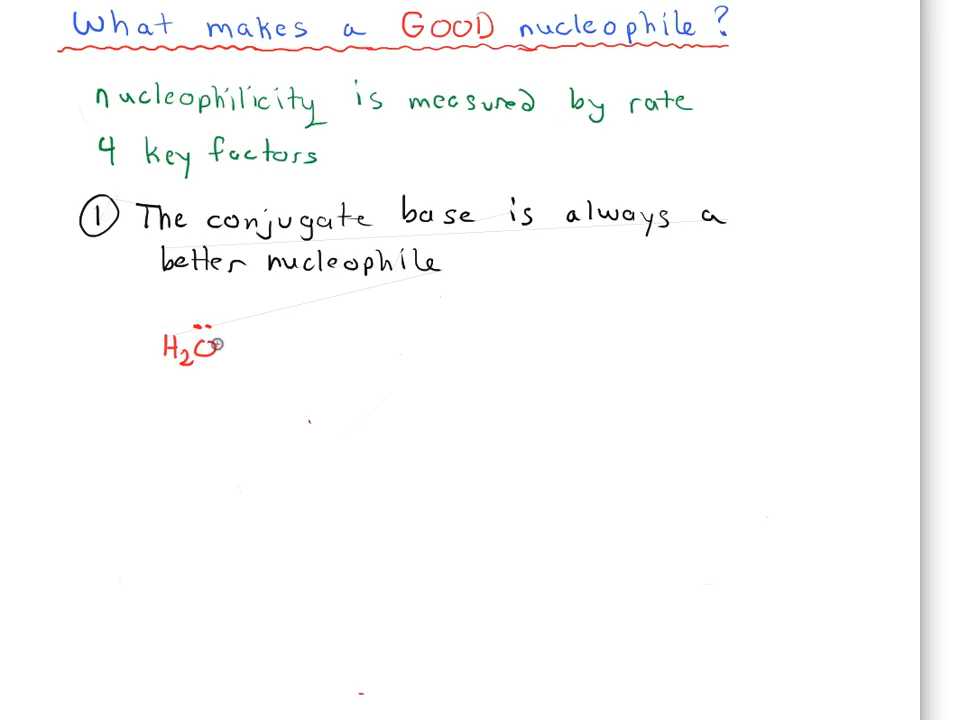 What makes a GOOD nucleophile?
nucleophilicity is measured by rate
4 key factors
① The conjugate base is always a
better nucleophile
H₂Ö